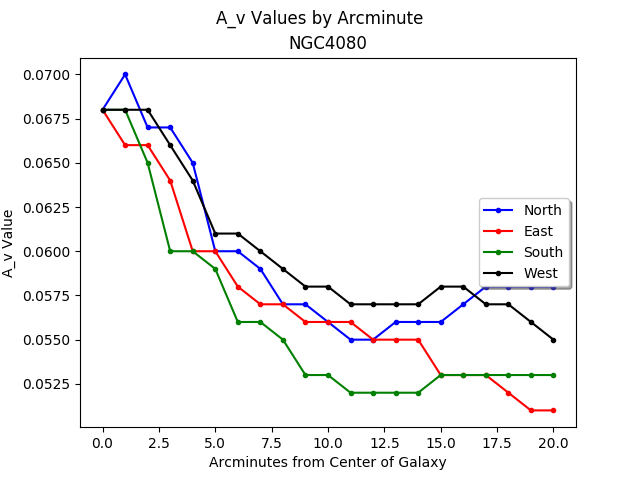 A_v Values by Arcminute
NGC4080
0.0700
0.0675
0.0650
0.0625
0.0600
0.0575
0.0550
0.0525
A_v Value
North
East
South
West
0.0 2.5 5.0 7.5 10.0 12.5 15.0 17.5 20.0
Arcminutes from Center of Galaxy